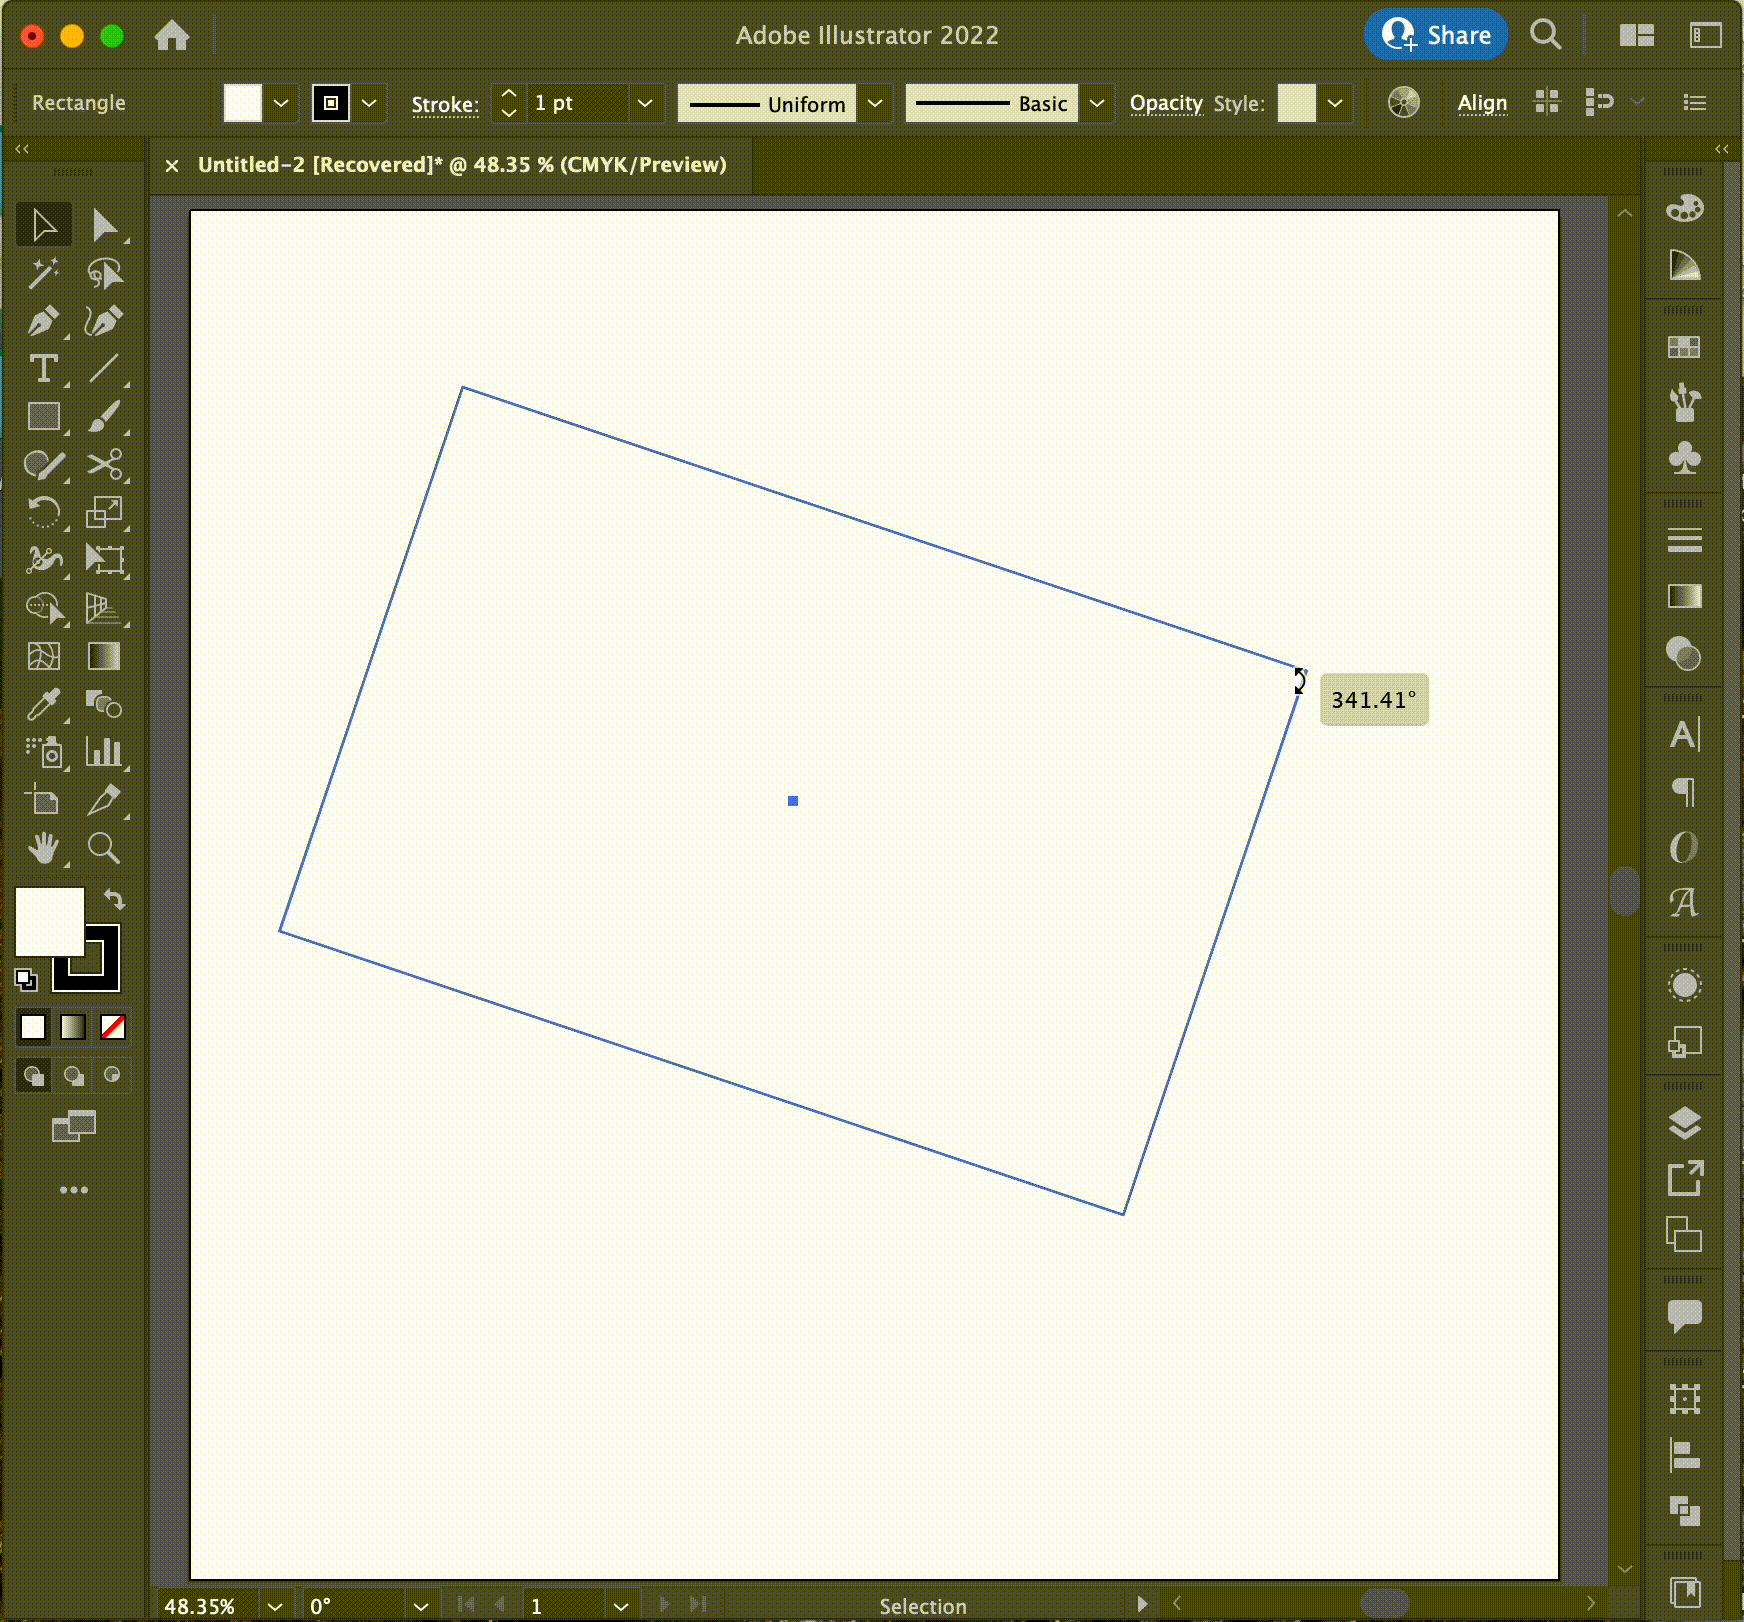 Adobe Illustrator 2022
Share
Rectangle
Stroke:
1 pt
Uniform
Basic
Opacity
Style:
Align
Untitled-2 [Recovered]* @ 48.35 % (CMYK/Preview)
341.41°
48.35%
0°
1
Selection